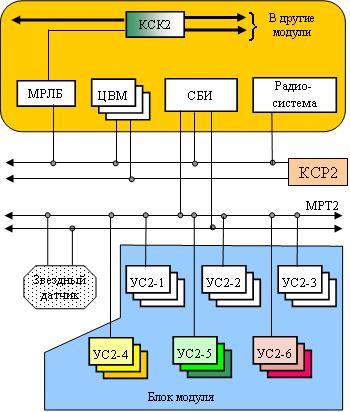 КСК2
В другие
модули
МРЛБ
ЦВМ
СБИ
Радио-
система
КСР2
МРТ2
Звездный
датчик
УС2-1
УС2-2
УС2-3
УС2-4
УС2-5
УС2-6
Блок модуля